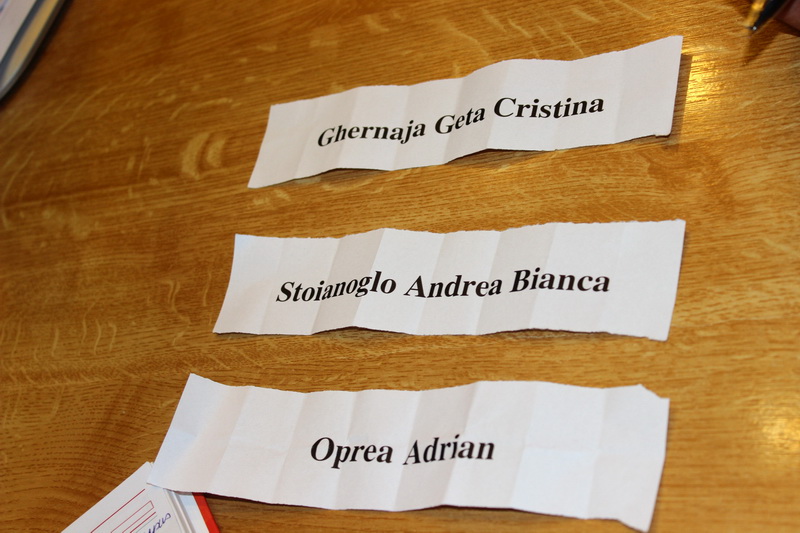 Ghernaja Geta Cristina
Stoianoglo Andrea Bianca
Oprea Adrian